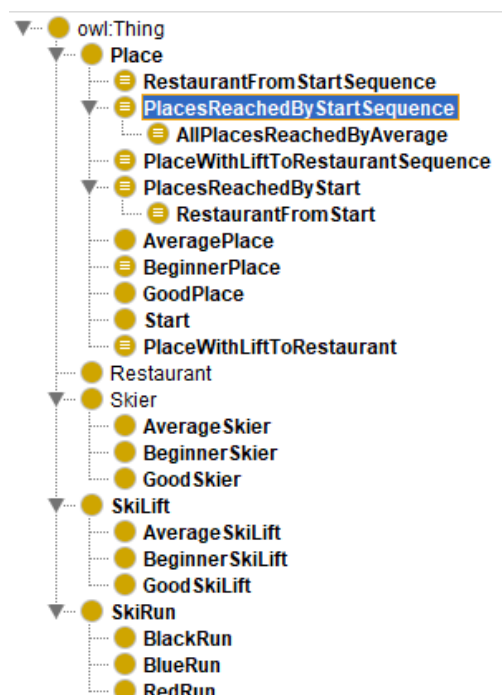 owl:Thing
Place
RestaurantFromStartSequence
PlacesReachedByStartSequence
AllPlacesReachedByAverage
PlaceWithLiftToRestaurantSequence
PlacesReachedByStart
RestaurantFromStart
AveragePlace
BeginnerPlace
GoodPlace
Start
PlaceWithLiftToRestaurant
Restaurant
Skier
AverageSkier
BeginnerSkier
GoodSkier
SkiLift
AverageSkiLift
BeginnerSkiLift
GoodSkiLift
SkiRun
BlackRun
BlueRun
RedRun